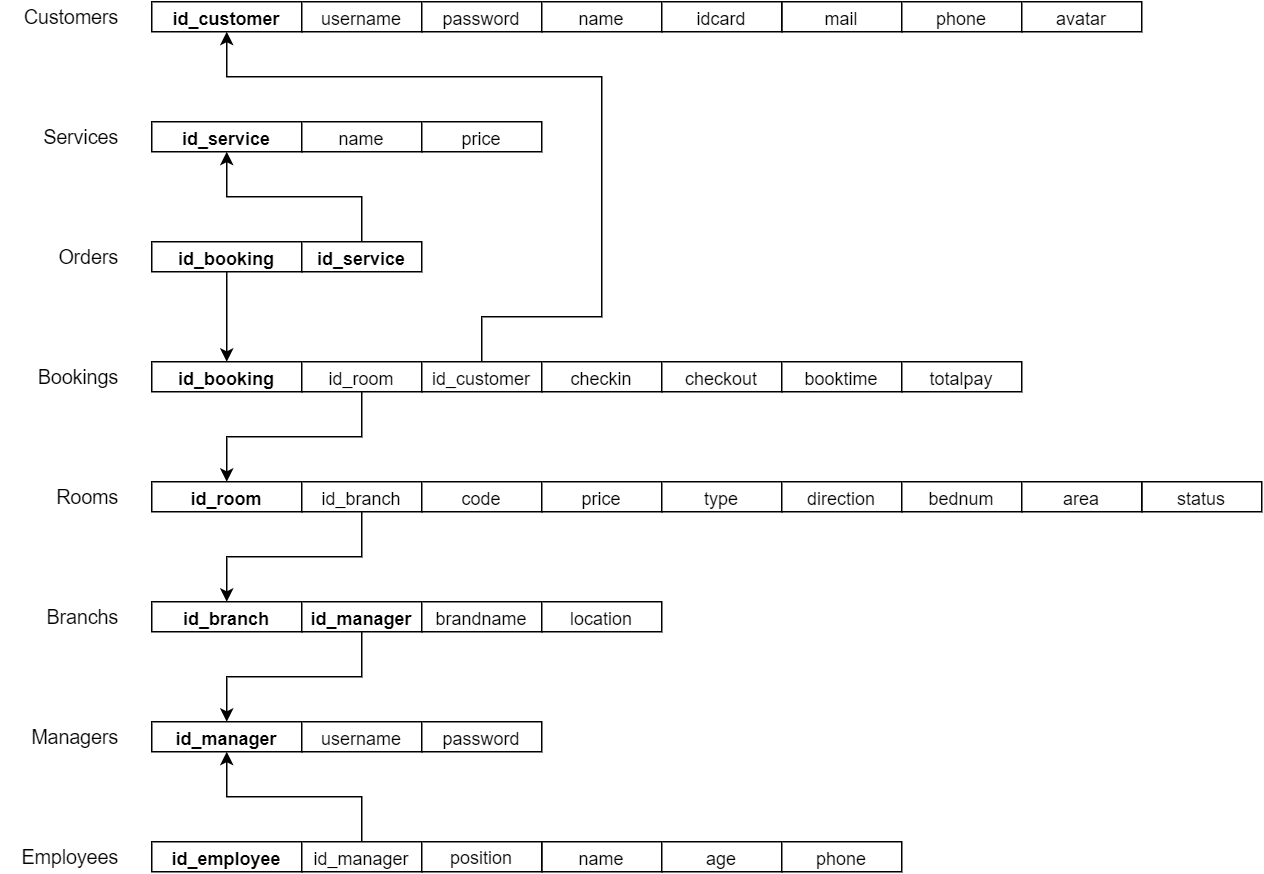 Customers id_customer username password name idcard mail phone avatar
Services id_service name price
Orders id_booking id_service
Bookings id_booking id_room id_customer checkin checkout booktime totalpay
Rooms id_room id_branch code price type direction bednum area status
Branchs id_branch id_manager brandname location
Managers id_manager username password
Employees id_employee id_manager position name age phone